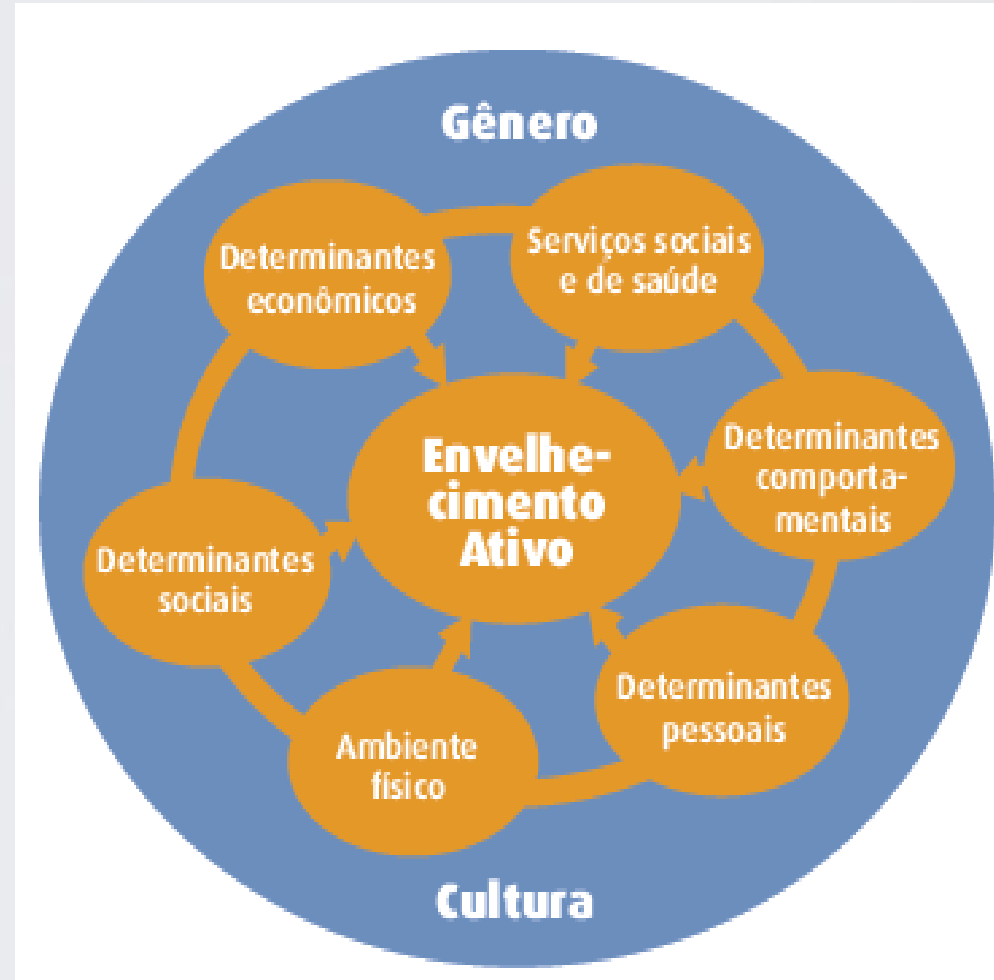 Gênero
Determinantes
econômicos
Serviços sociais
e de saúde
Envelhe-
cimento
Ativo
Determinantes
comporta-
mentais
Determinantes
sociais
Determinantes
pessoais
Ambiente
físico
Cultura